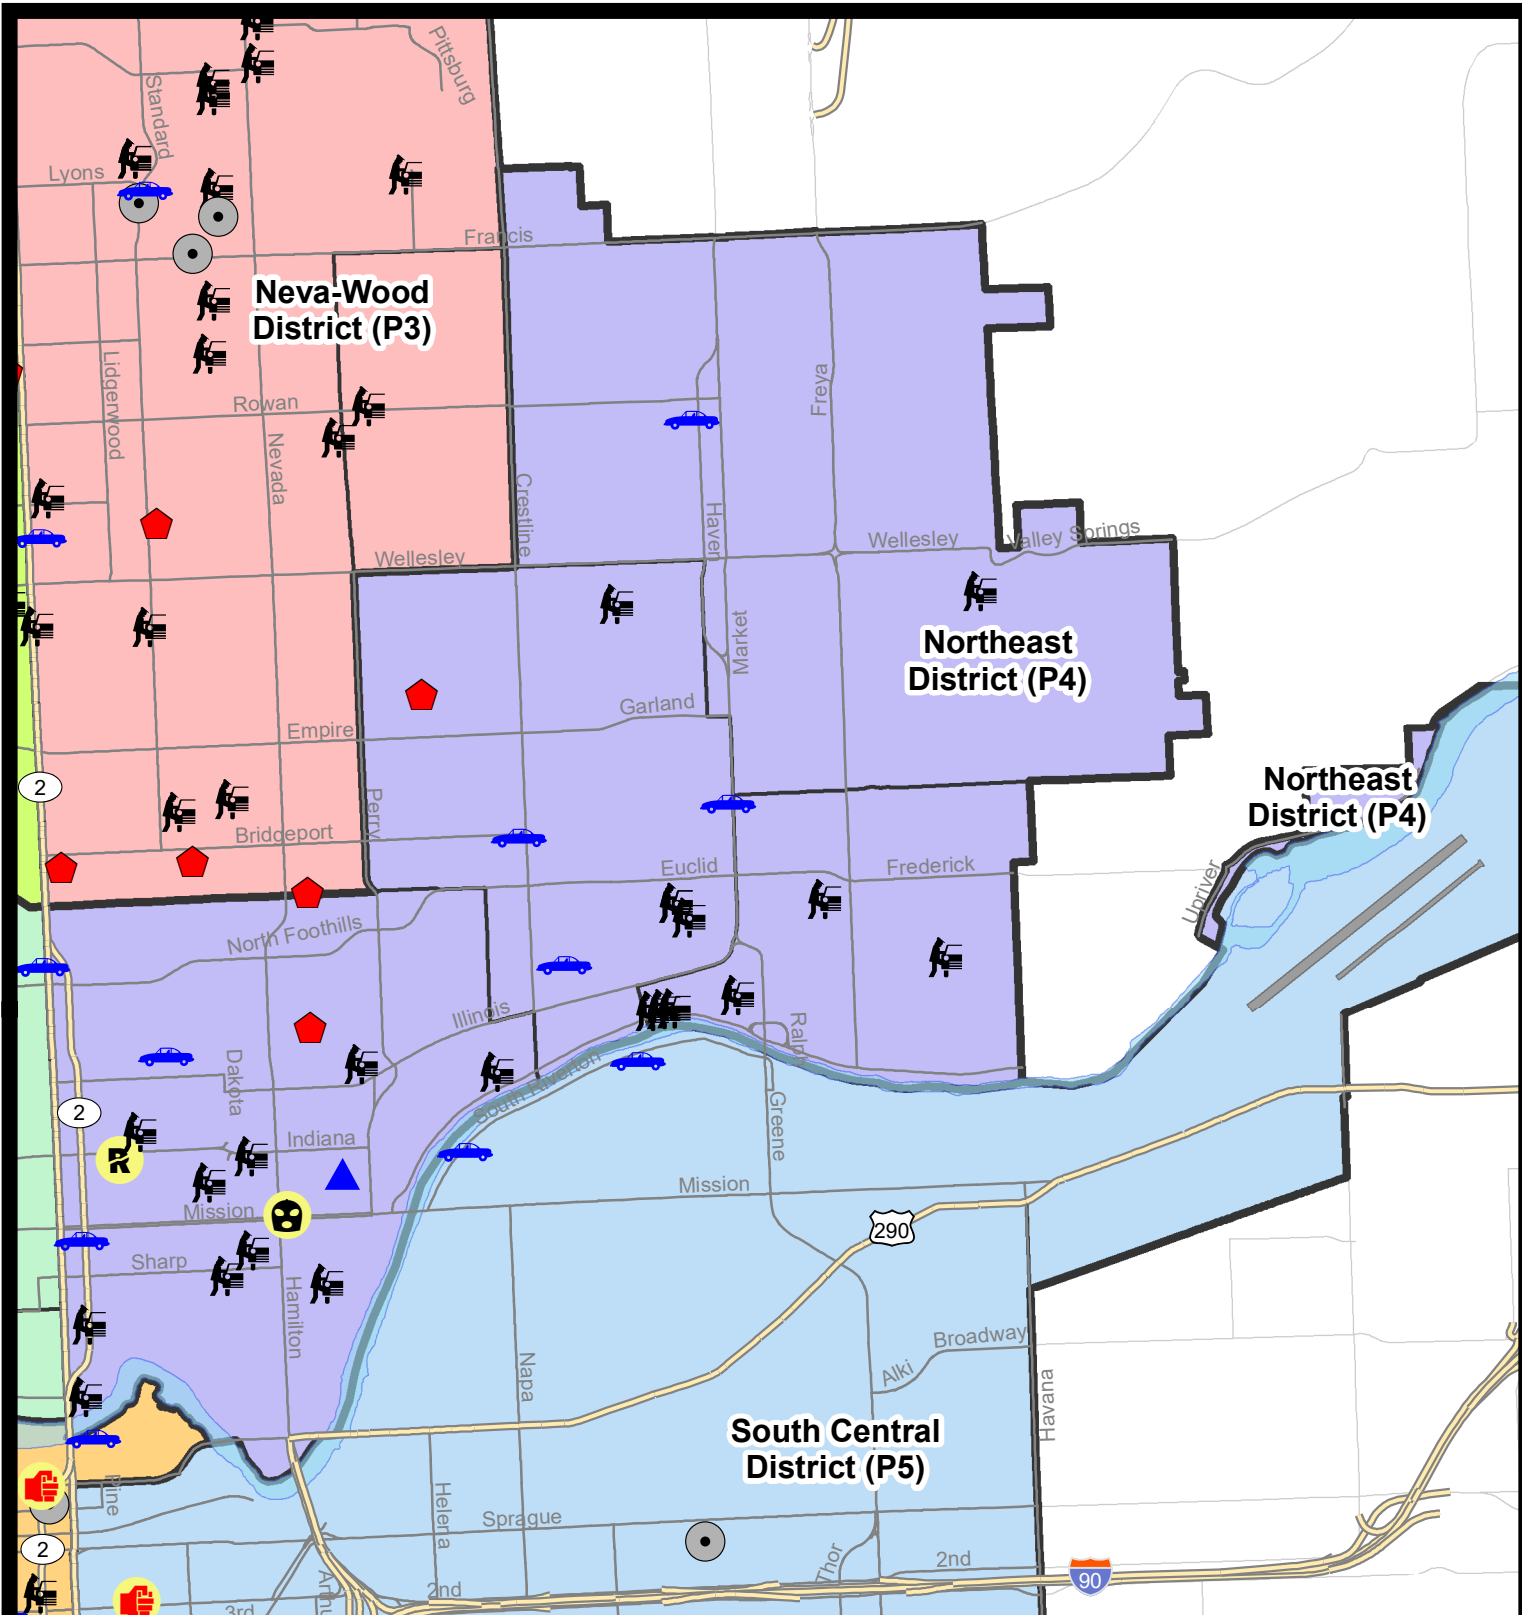 Pittsburg
Standard
Lyons
Francis
Neva-Wood
District (P3)
Lidgerwood
Freya
Rowan
Nevada
Crestline
Haven
Wellesley
Valley Springs
Wellesley
Market
Northeast
District (P4)
Garland
Empire
2
Perry
Northeast
District (P4)
Bridgeport
Euclid
Frederick
Upriver
North Foothills
Illinois
Ralph
Dakota
South Riverton
2
Greene
Indiana
R
Mission
Mission
290
Sharp
Hamilton
Broadway
Napa
Alki
Havana
South Central
District (P5)
Pine
Helena
Sprague
2
Thor
2nd
90
2nd
3rd